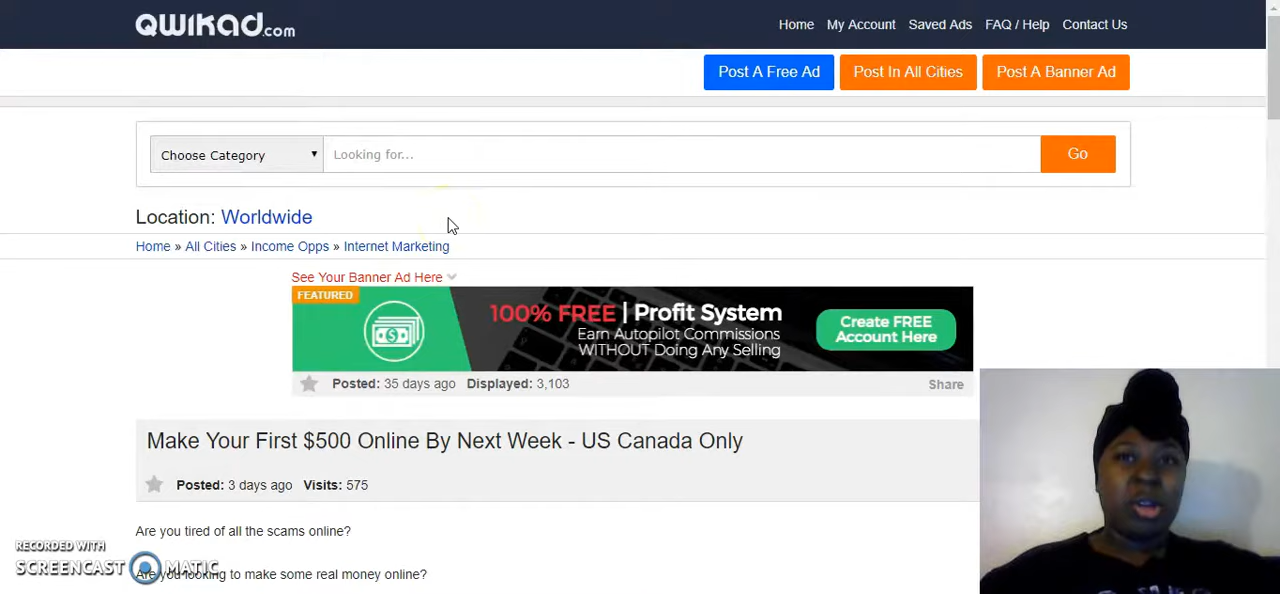 Qwikad.com
Home My Account Saved Ads FAQ / Help Contact Us
Post A Free Ad Post In All Cities Post A Banner Ad
Choose Category Looking for... Go
Location: Worldwide
Home » All Cities » Income Opps » Internet Marketing
See Your Banner Ad Here
FEATURED
100% FREE | Profit System
Earn Autopilot Commissions
WITHOUT Doing Any Selling
Create FREE
Account Here
Posted: 35 days ago Displayed: 3,103 Share
Make Your First $500 Online By Next Week - US Canada Only
Posted: 3 days ago Visits: 575
Are you tired of all the scams online?
RECORDED WITH
SCREENCAST MATIC
Are you looking to make some real money online?